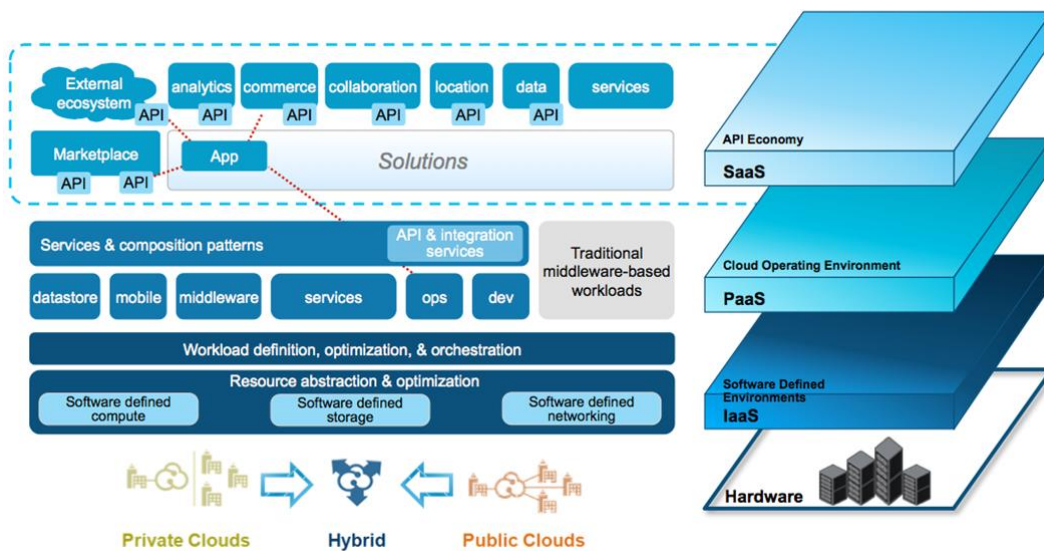 External
ecosystem
API
analytics
API
commerce
API
collaboration
API
location
API
data
API
services
Marketplace
API
API
App
Solutions
API Economy
SaaS
Services & composition patterns
API & integration
services
Traditional
middleware-based
workloads
datastore
mobile
middleware
services
ops
dev
Cloud Operating Environment
PaaS
Workload definition, optimization, & orchestration
Resource abstraction & optimization
Software defined
compute
Software defined
storage
Software defined
networking
Software Defined
Environments
IaaS
Hardware
Private Clouds
Hybrid
Public Clouds